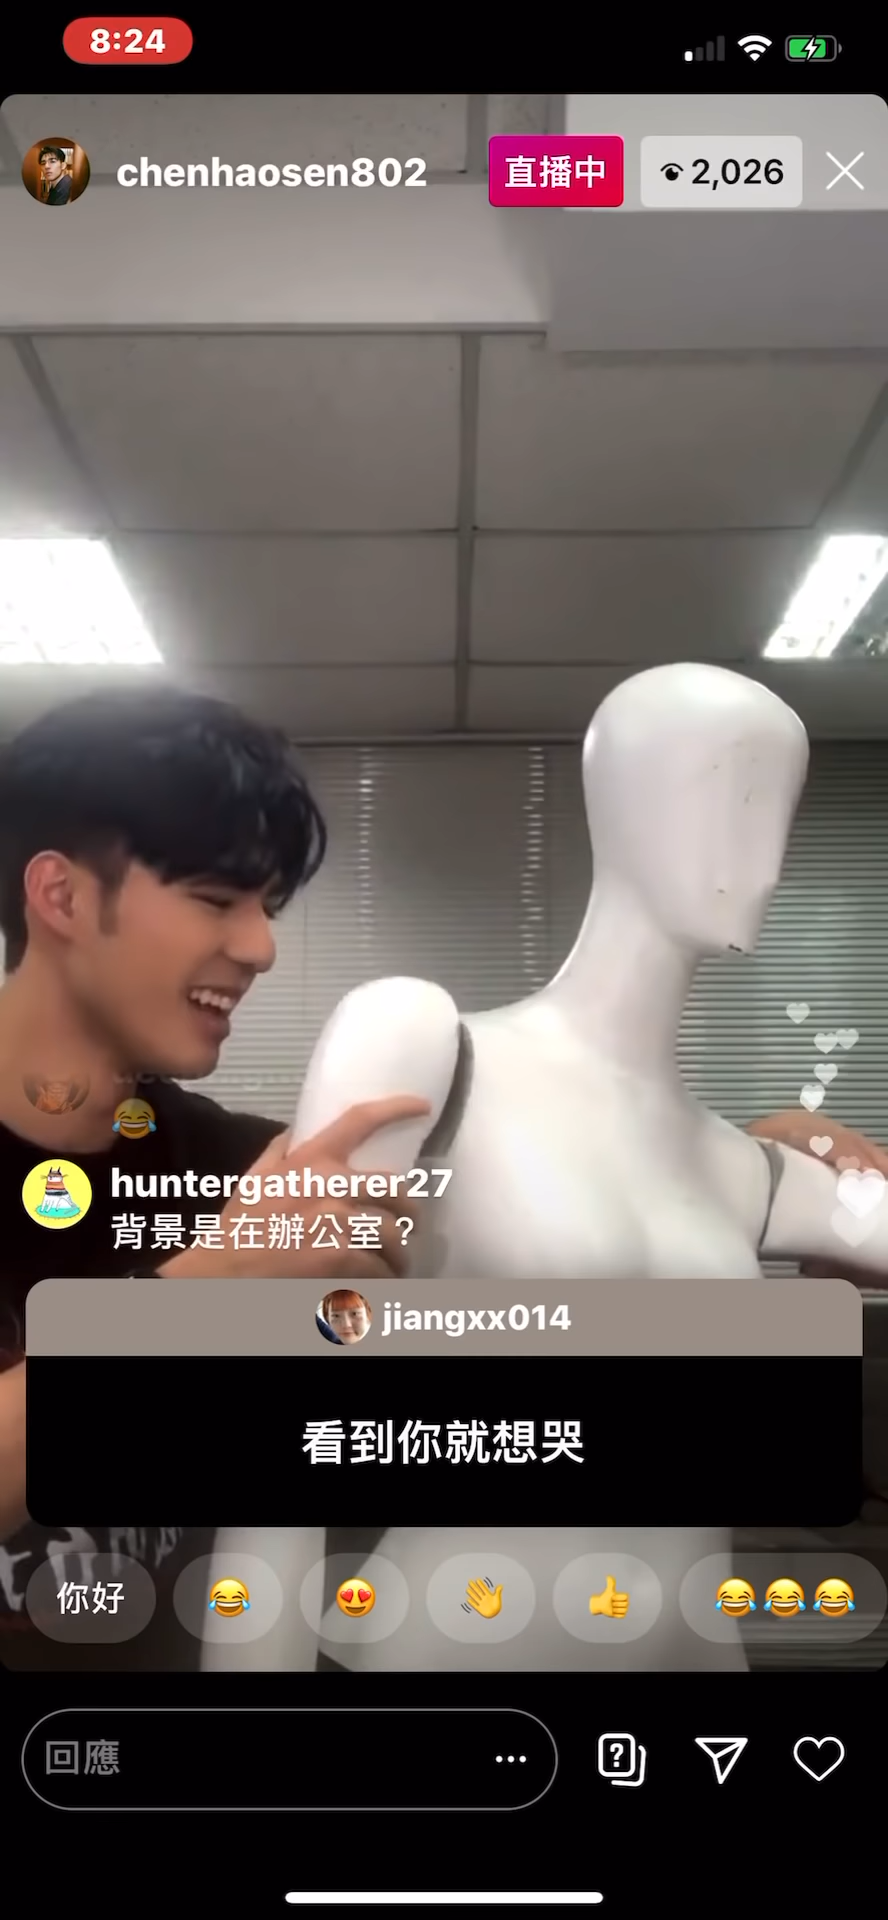 8:24
chenhaosen802
直播中
2,026
😂
huntergatherer27
背景是在辦公室？
jiangxx014
看到你就想哭
你好 😂 😍 👋 👍 😂😂😂
回應